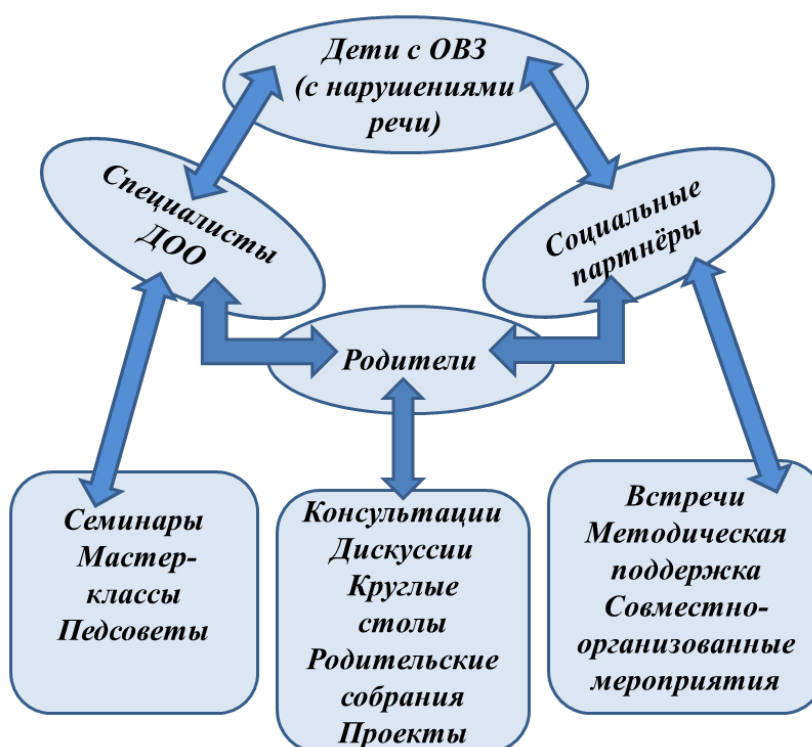 Дети с ОВЗ
(с нарушениями
речи)
Специалисты
ДОО
Социальные
партнёры
Родители
Семинары
Мастер-
классы
Педсоветы
Консультации
Дискуссии
Круглые
столы
Родительские
собрания
Проекты
Встречи
Методическая
поддержка
Совместно-
организованные
мероприятия